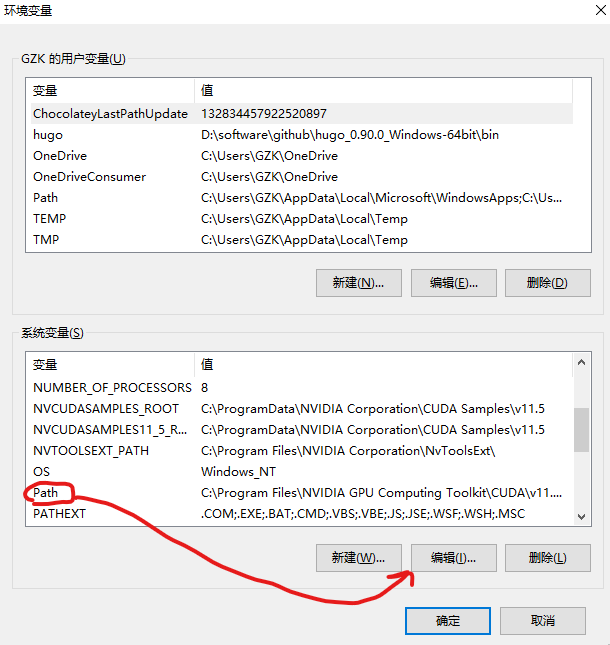 环境变量
GZK 的用户变量(U)
变量 值
ChocolateyLastPathUpdate 132834457922520897
hugo D:\software\github\hugo_0.90.0_Windows-64bit\bin
OneDrive C:\Users\GZK\OneDrive
OneDriveConsumer C:\Users\GZK\OneDrive
Path C:\Users\GZK\AppData\Local\Microsoft\WindowsApps;C:\Us...
TEMP C:\Users\GZK\AppData\Local\Temp
TMP C:\Users\GZK\AppData\Local\Temp
新建(N)... 编辑(E)... 删除(D)
系统变量(S)
变量 值
NUMBER_OF_PROCESSORS 8
NVCUDASAMPLES_ROOT C:\ProgramData\NVIDIA Corporation\CUDA Samples\v11.5
NVCUDASAMPLES11_5_R... C:\ProgramData\NVIDIA Corporation\CUDA Samples\v11.5
NVTOOLSEXT_PATH C:\Program Files\NVIDIA Corporation\NvToolsExt\
OS Windows_NT
Path C:\Program Files\NVIDIA GPU Computing Toolkit\CUDA\v11....
PATHEXT .COM;.EXE;.BAT;.CMD;.VBS;.VBE;.JS;.JSE;.WSF;.WSH;.MSC
新建(W)... 编辑(I)... 删除(L)
确定 取消